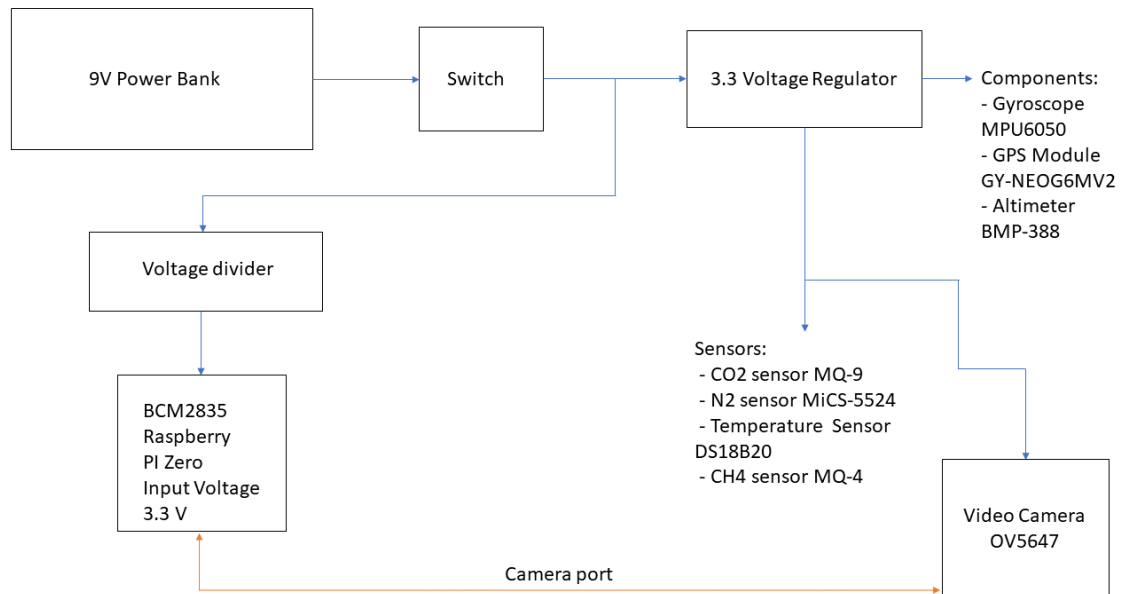 9V Power Bank
Switch
3.3 Voltage Regulator
Components:
- Gyroscope
MPU6050
- GPS Module
GY-NEOG6MV2
- Altimeter
BMP-388
Voltage divider
BCM2835
Raspberry
PI Zero
Input Voltage
3.3 V
Sensors:
- CO2 sensor MQ-9
- N2 sensor MiCS-5524
- Temperature Sensor
DS18B20
- CH4 sensor MQ-4
Video Camera
OV5647
Camera port